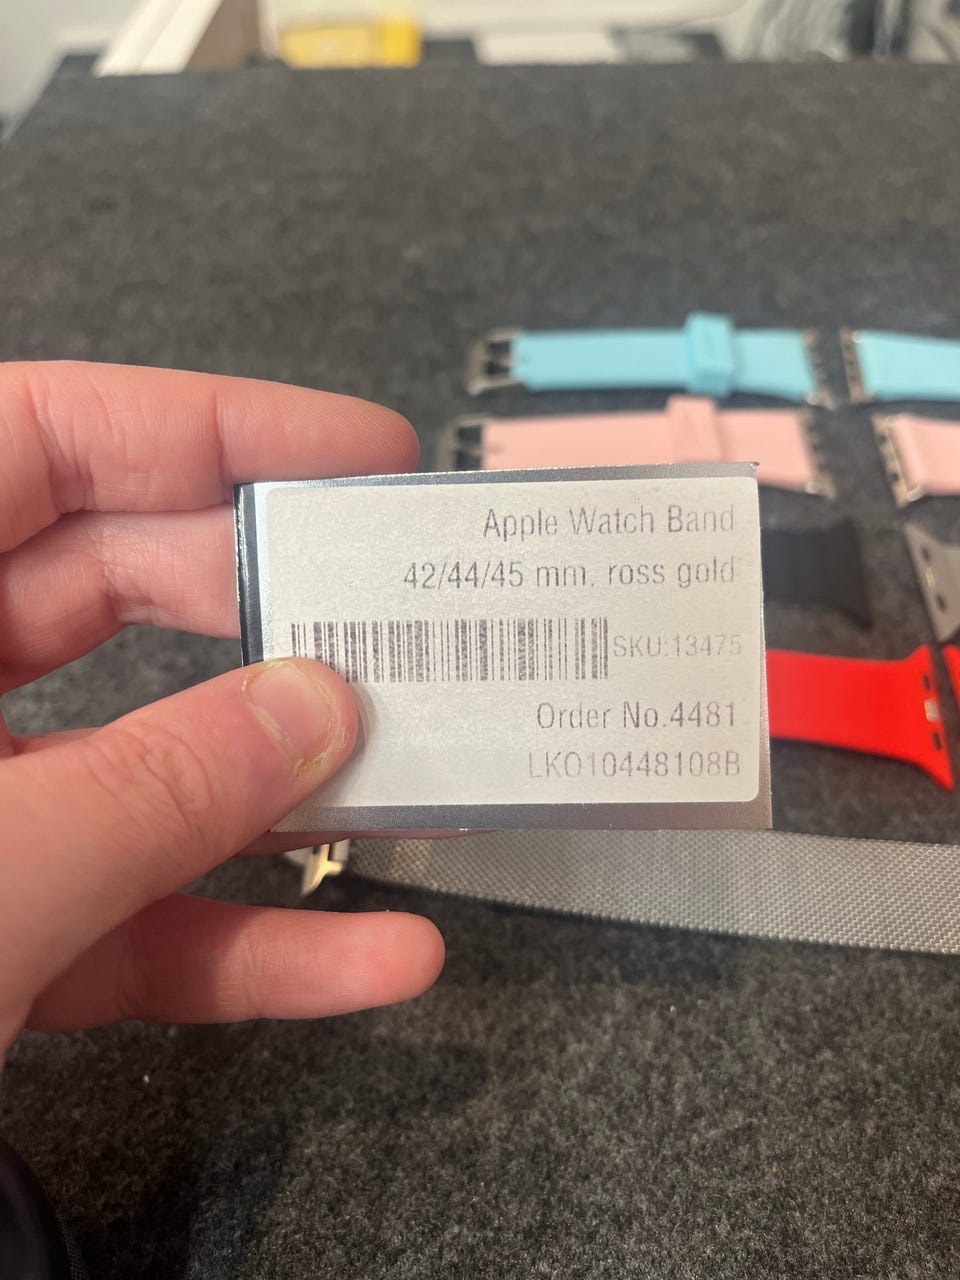 Apple Watch Band
42/44/45 mm, ross gold
SKU:13475
Order No.4481
LKO10448108B